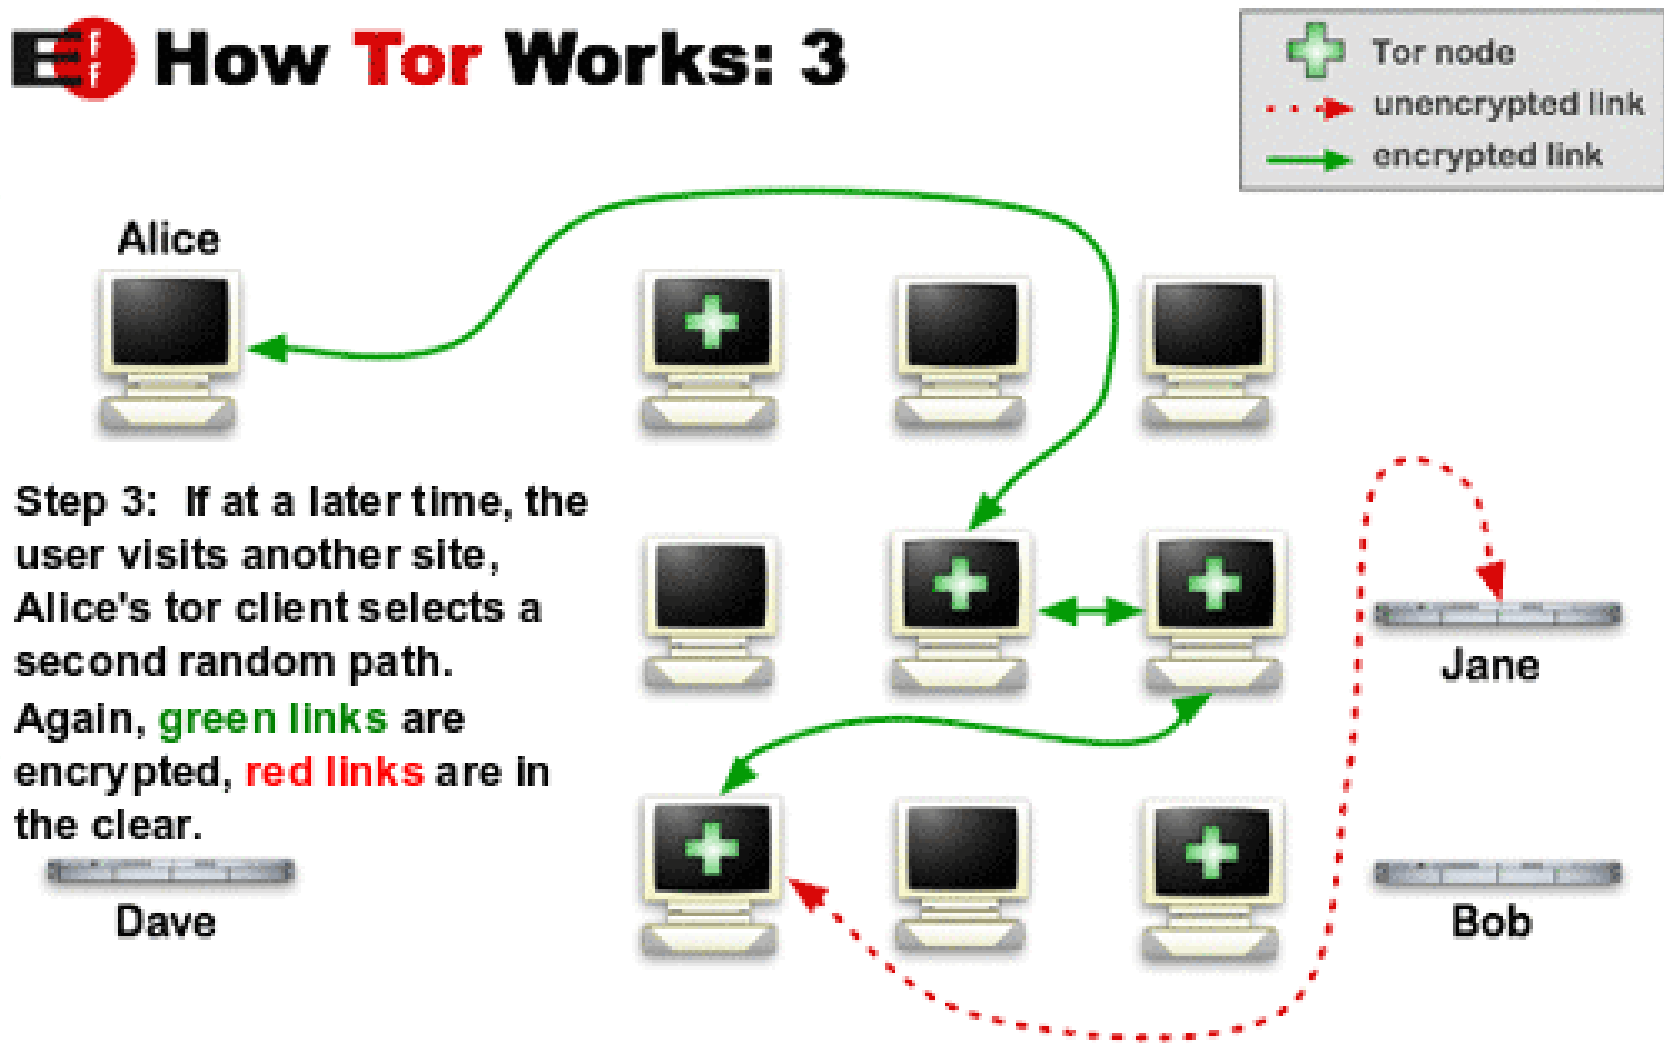 EFF How Tor Works: 3
Tor node
unencrypted link
encrypted link
Alice
Step 3:  If at a later time, the
user visits another site,
Alice's tor client selects a
second random path.
Again, green links are
encrypted, red links are in
the clear.
Jane
Dave
Bob